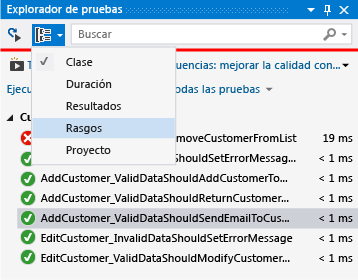 Explorador de pruebas
Buscar
Clase
uencias: mejorar la calidad con...
Duración
Ejecu
odas las pruebas
Resultados
Rasgos
moveCustomerFromList 19 ms
Proyecto
ShouldSetErrorMessag... < 1 ms
AddCustomer_ValidDataShouldAddCustomerTo... < 1 ms
AddCustomer_ValidDataShouldReturnCustomer... < 1 ms
AddCustomer_ValidDataShouldSendEmailToCus... < 1 ms
EditCustomer_InvalidDataShouldSetErrorMessage < 1 ms
EditCustomer_ValidDataShouldModifyCustomer... < 1 ms